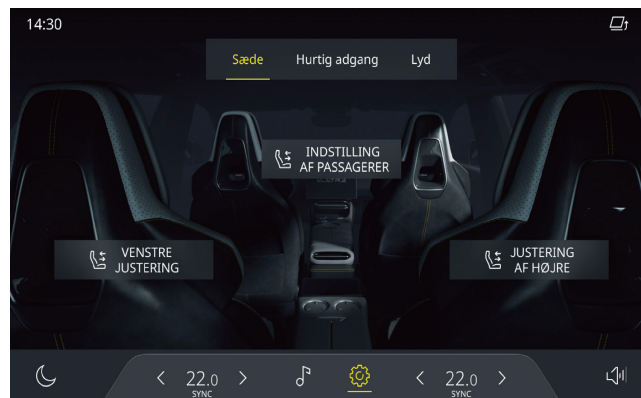 14:30
Sæde Hurtig adgang Lyd
INDSTILLING
AF PASSAGERER
VENSTRE
JUSTERING
JUSTERING
AF HØJRE
22.0 22.0
SYNC SYNC